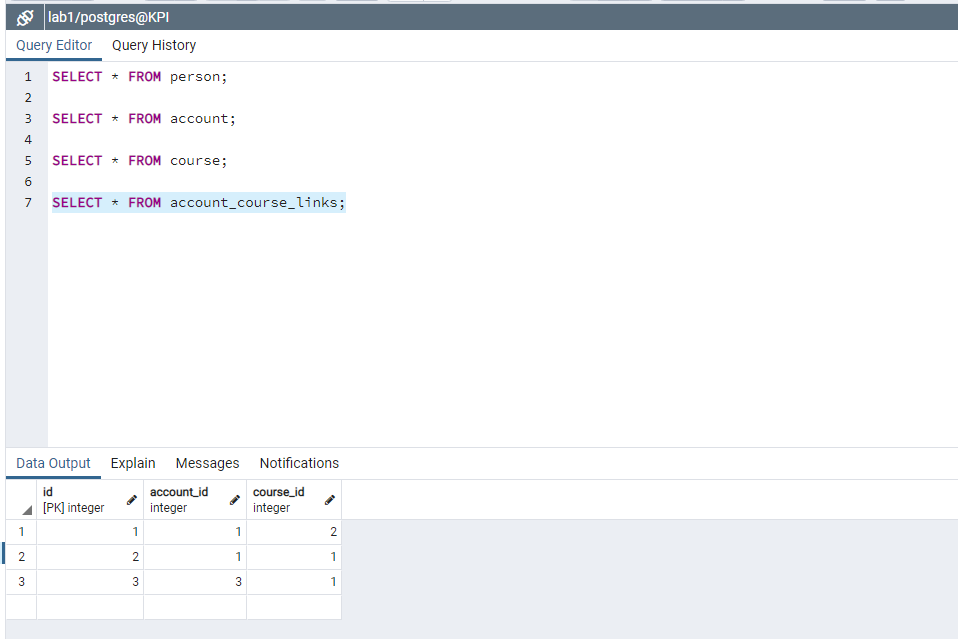 lab1/postgres@KPI
Query Editor Query History
1 SELECT * FROM person;
2
3 SELECT * FROM account;
4
5 SELECT * FROM course;
6
7 SELECT * FROM account_course_links;
Data Output Explain Messages Notifications
id account_id course_id
[PK] integer integer integer
1 1 1 2
2 2 1 1
3 3 3 1